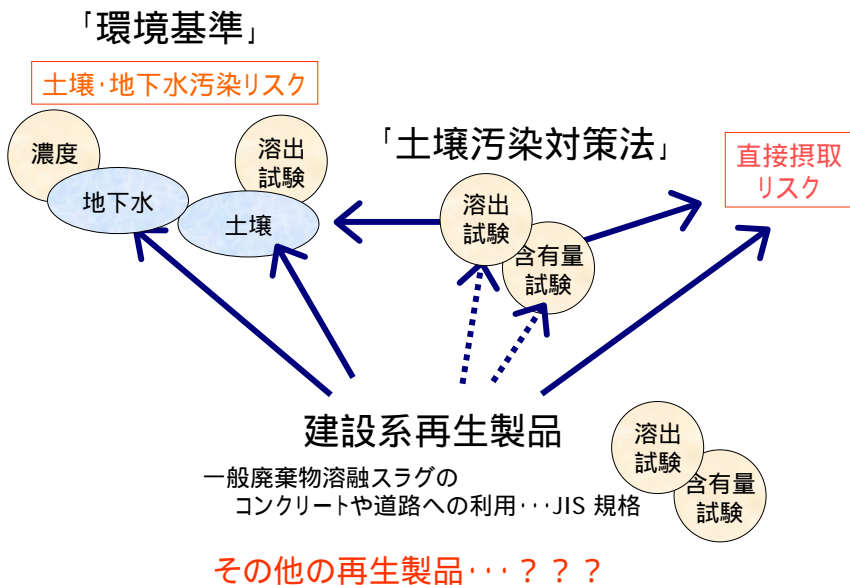 「環境基準」
土壌・地下水汚染リスク
濃度
地下水
溶出
試験
土壌
「土壌汚染対策法」
溶出
試験
含有量
試験
直接摂取
リスク
建設系再生製品
一般廃棄物溶融スラグの
コンクリートや道路への利用･･･JIS 規格
溶出
試験
含有量
試験
その他の再生製品･･･？？？